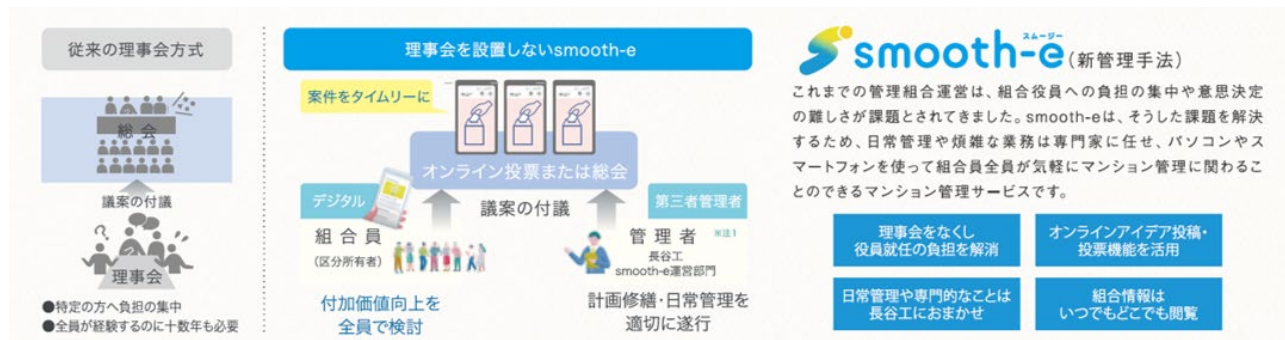 従来の理事会方式
総会
議案の付議
理事会
●特定の方へ負担の集中
●全員が経験するのに十数年も必要
理事会を設置しないsmooth-e
案件をタイムリーに
オンライン投票または総会
デジタル
議案の付議
第三者管理者
組合員
(区分所有者)
管理者 ※注1
長谷工
smooth-e運営部門
付加価値向上を
全員で検討
計画修繕・日常管理を
適切に遂行
スムージー
smooth-e(新管理手法)
これまでの管理組合運営は、組合役員への負担の集中や意思決定
の難しさが課題とされてきました。smooth-eは、そうした課題を解決
するため、日常管理や煩雑な業務は専門家に任せ、パソコンやス
マートフォンを使って組合員全員が気軽にマンション管理に関わるこ
とのできるマンション管理サービスです。
理事会をなくし
役員就任の負担を解消
オンラインアイデア投稿・
投票機能を活用
日常管理や専門的なことは
長谷工におまかせ
組合情報は
いつでもどこでも閲覧